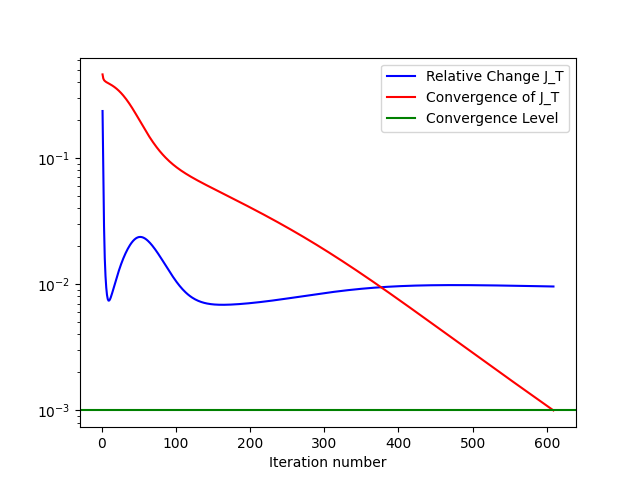 Relative Change J_T
Convergence of J_T
Convergence Level
10⁻¹
10⁻²
10⁻³
0 100 200 300 400 500 600
Iteration number